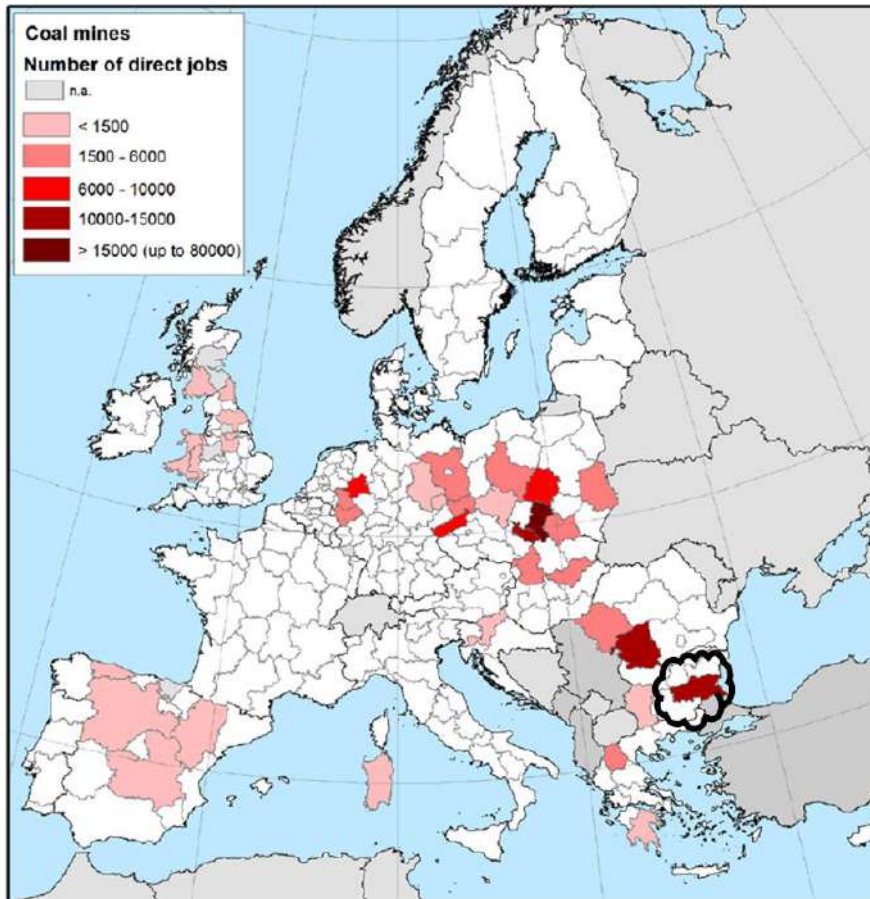 Coal mines
Number of direct jobs
n.a.
< 1500
1500 - 6000
6000 - 10000
10000-15000
> 15000 (up to 80000)